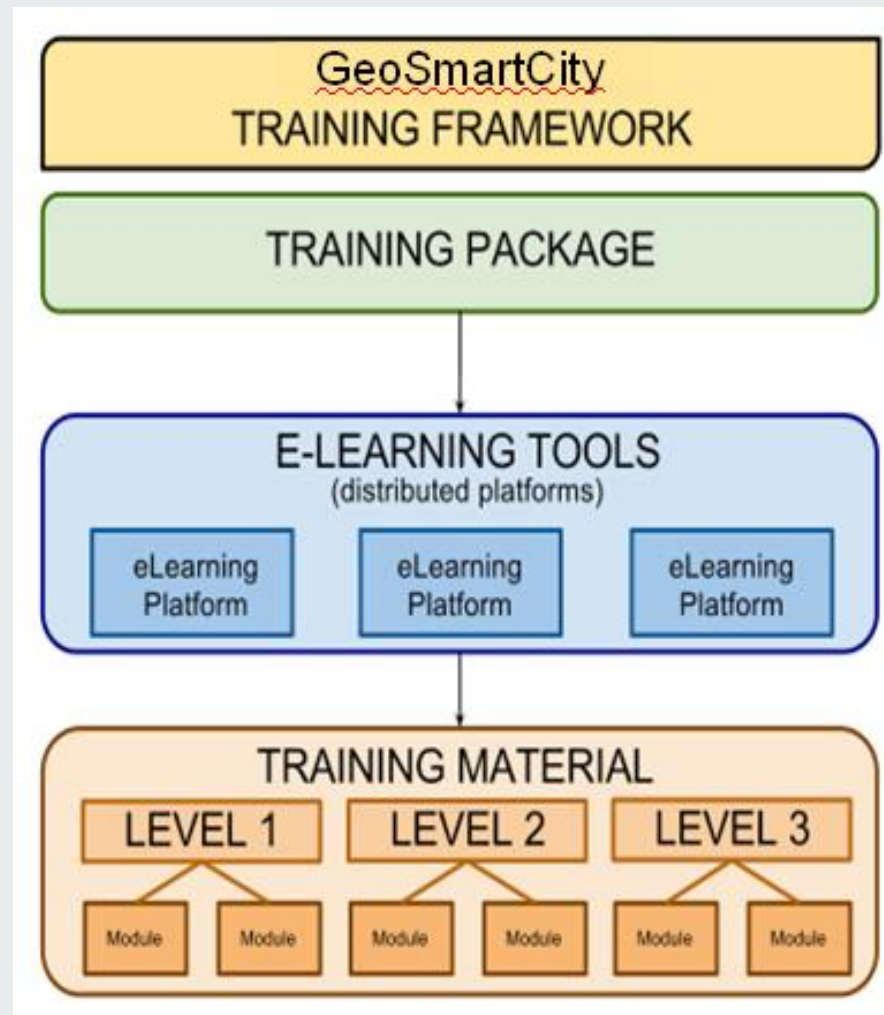 GeoSmartCity
TRAINING FRAMEWORK
TRAINING PACKAGE
E-LEARNING TOOLS
(distributed platforms)
eLearning
Platform
eLearning
Platform
eLearning
Platform
TRAINING MATERIAL
LEVEL 1
LEVEL 2
LEVEL 3
Module
Module
Module
Module
Module
Module